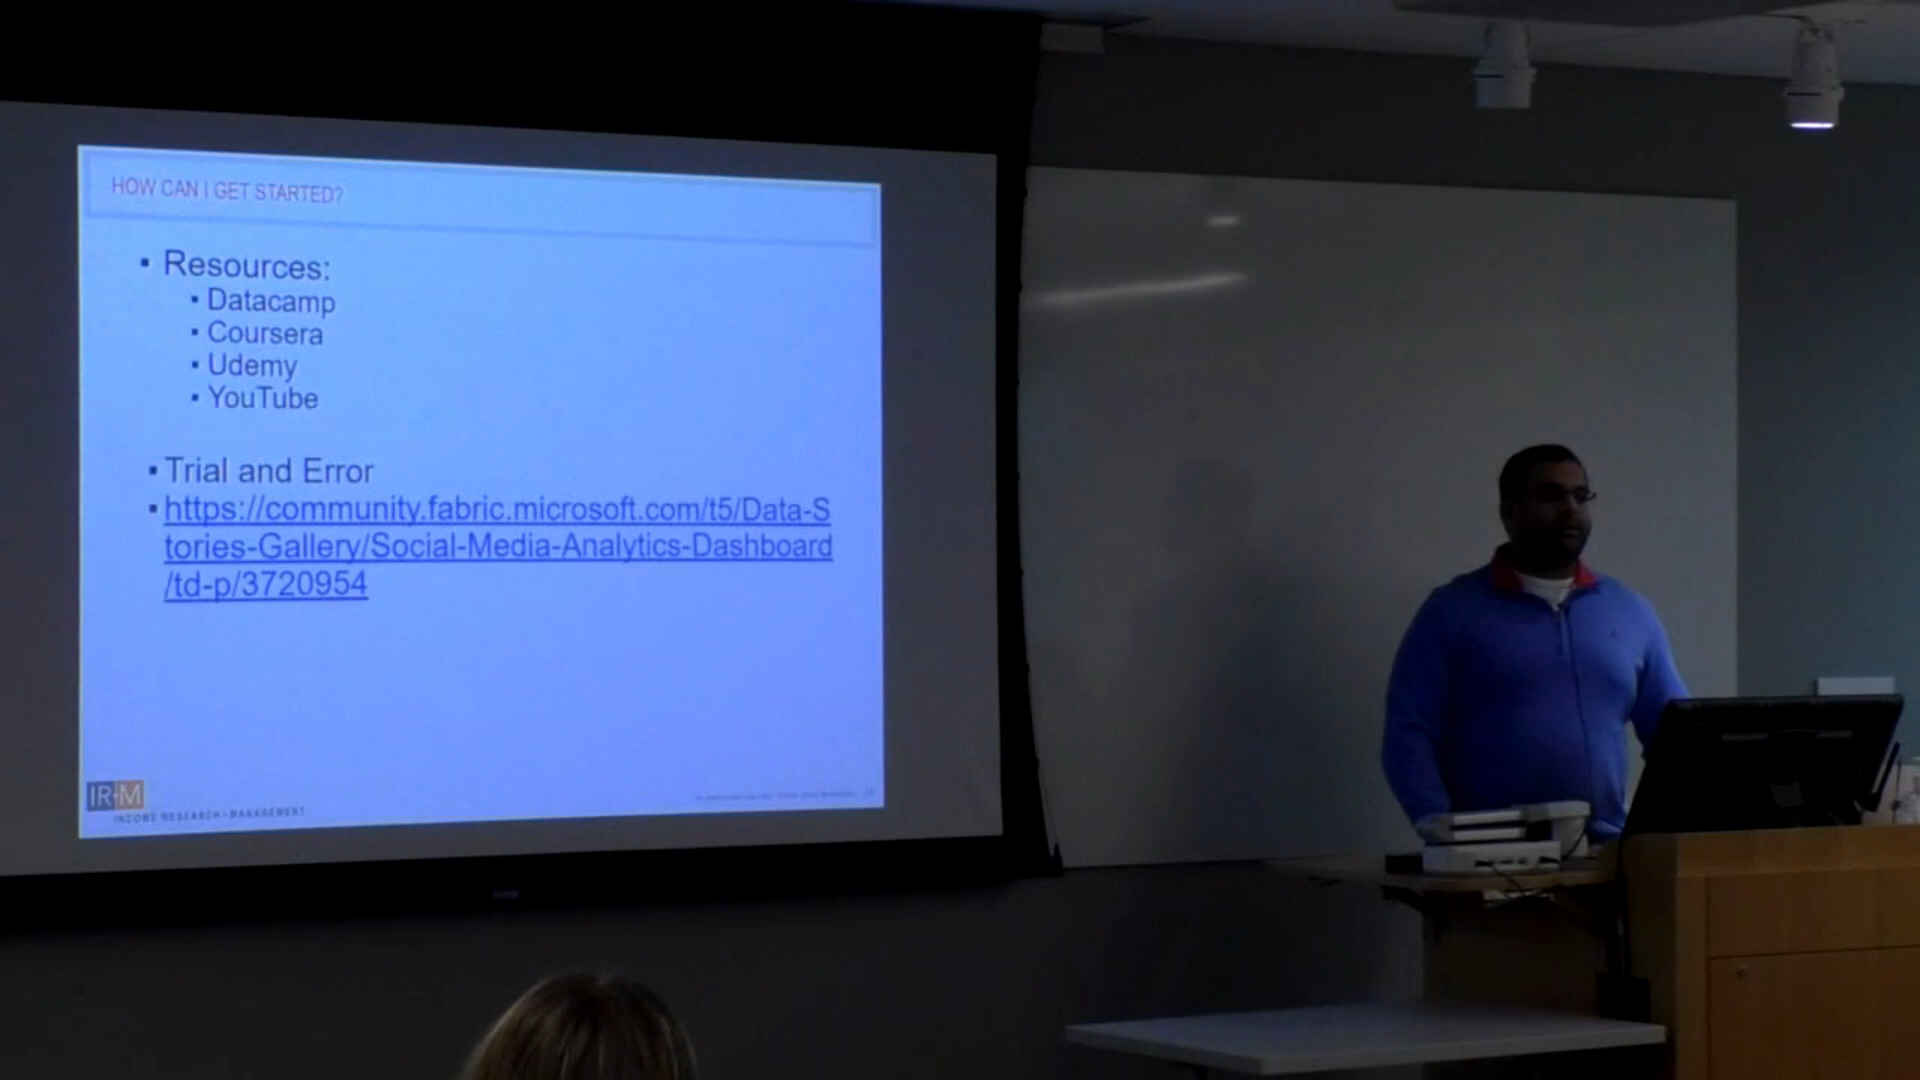 HOW CAN I GET STARTED?
▪ Resources:
▪ Datacamp
▪ Coursera
▪ Udemy
▪ YouTube
▪ Trial and Error
▪ https://community.fabric.microsoft.com/t5/Data-S
tories-Gallery/Social-Media-Analytics-Dashboard
/td-p/3720954
IR+M
INCOME RESEARCH + MANAGEMENT